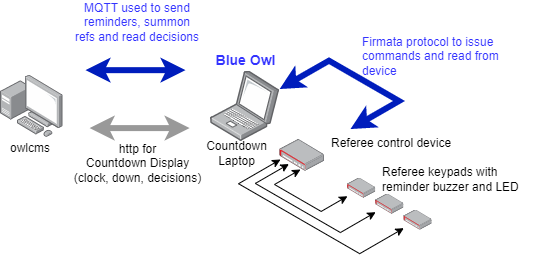 MQTT used to send
reminders, summon
refs and read decisions
Blue Owl
Firmata protocol to issue
commands and read from
device
owlcms
http for
Countdown Display
(clock, down, decisions)
Countdown
Laptop
Referee control device
Referee keypads with
reminder buzzer and LED